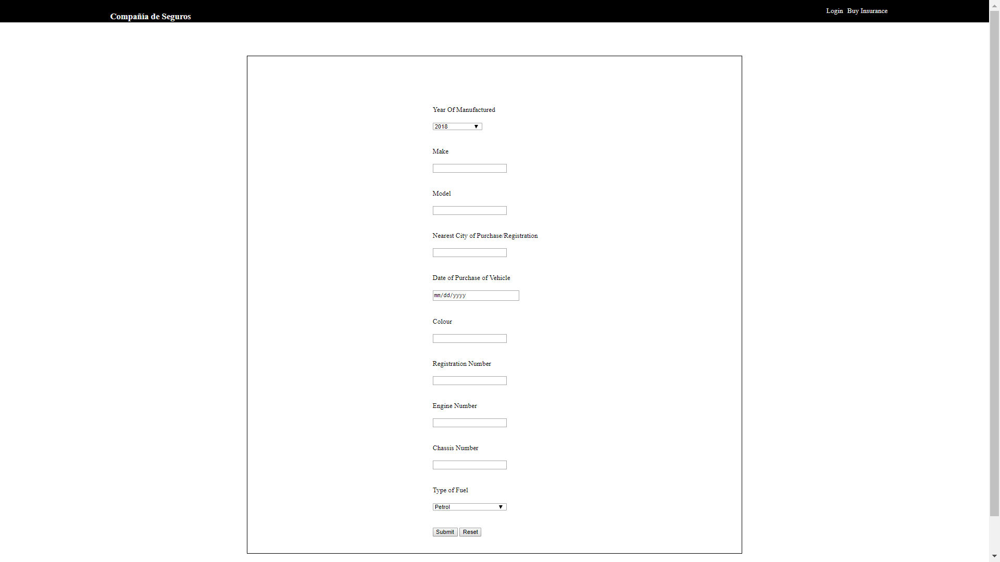 Compañía de Seguros
Login Buy Insurance
Year Of Manufactured
2018
Make
Model
Nearest City of Purchase/Registration
Date of Purchase of Vehicle
mm/dd/yyyy
Colour
Registration Number
Engine Number
Chassis Number
Type of Fuel
Petrol
Submit Reset